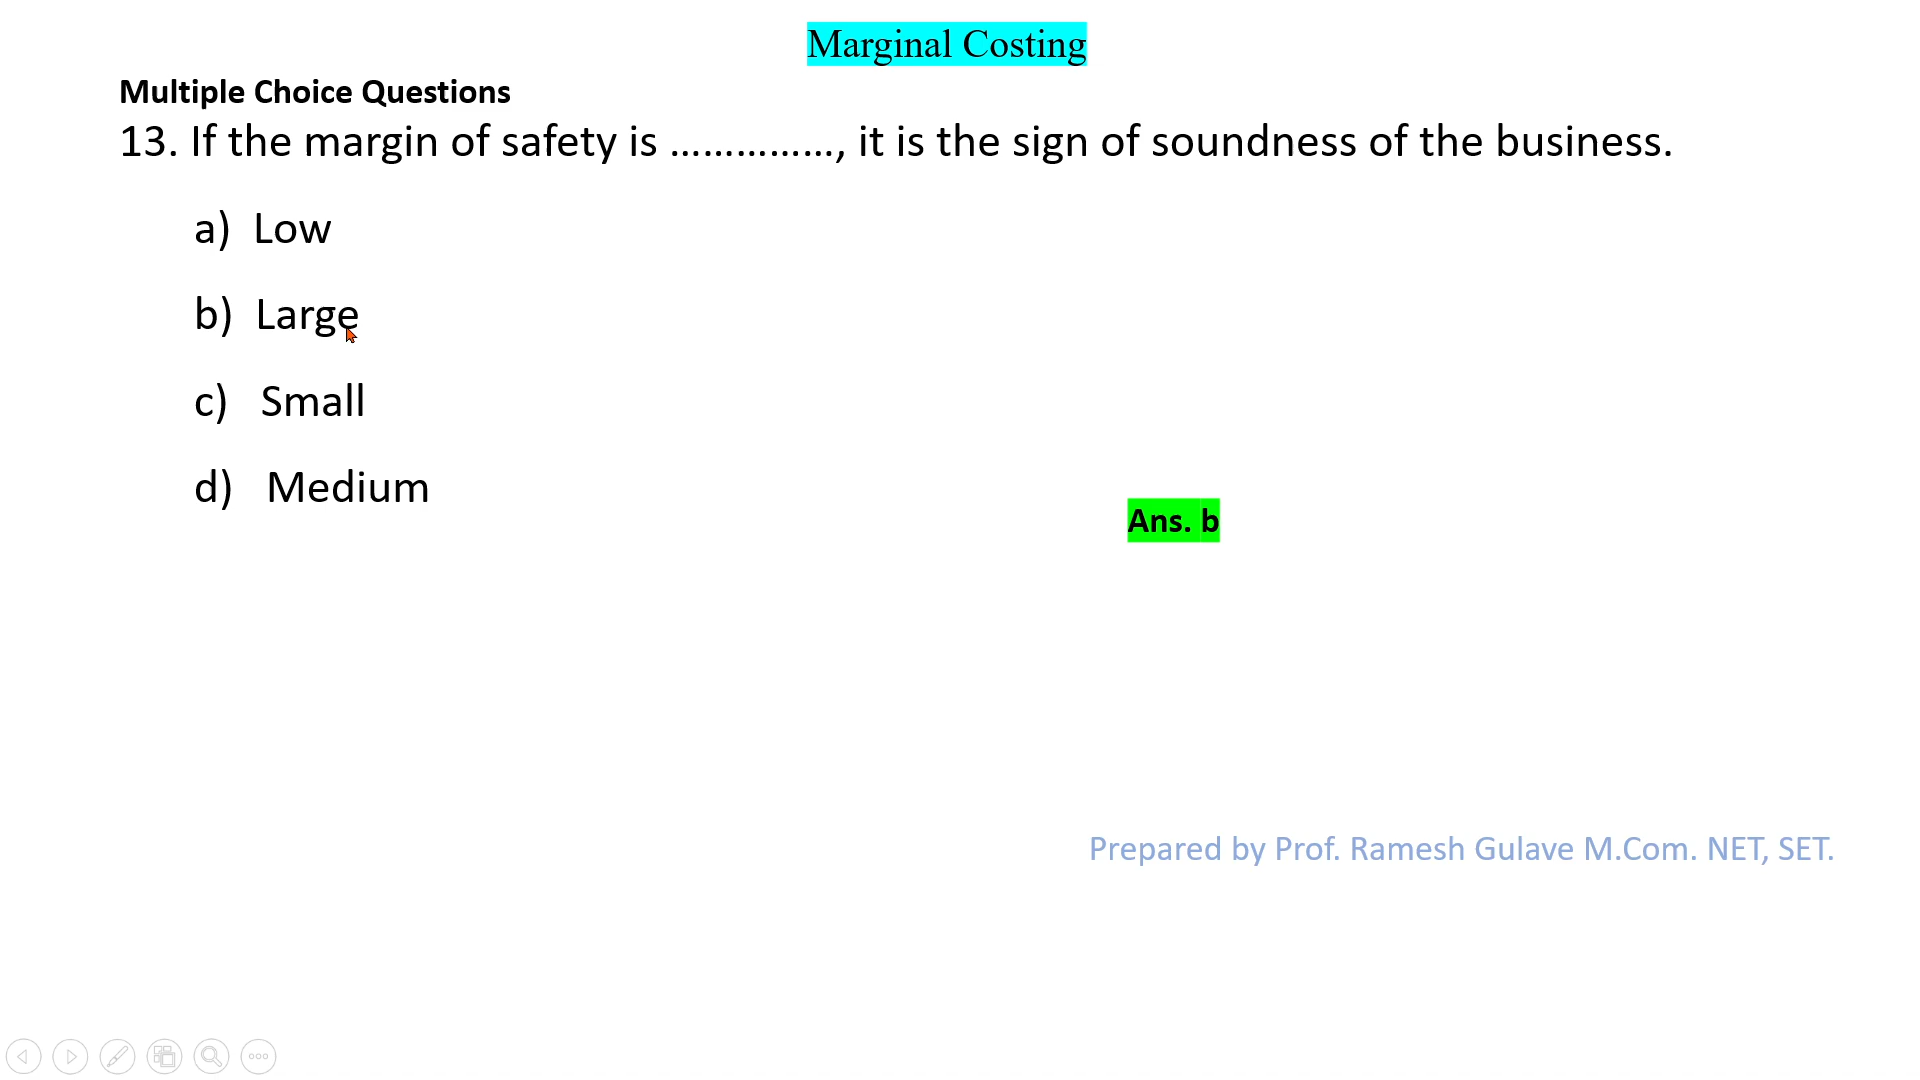 Marginal Costing
Multiple Choice Questions
13. If the margin of safety is ……………, it is the sign of soundness of the business.
a) Low
b) Large
c) Small
d) Medium
Ans. b
Prepared by Prof. Ramesh Gulave M.Com. NET, SET.